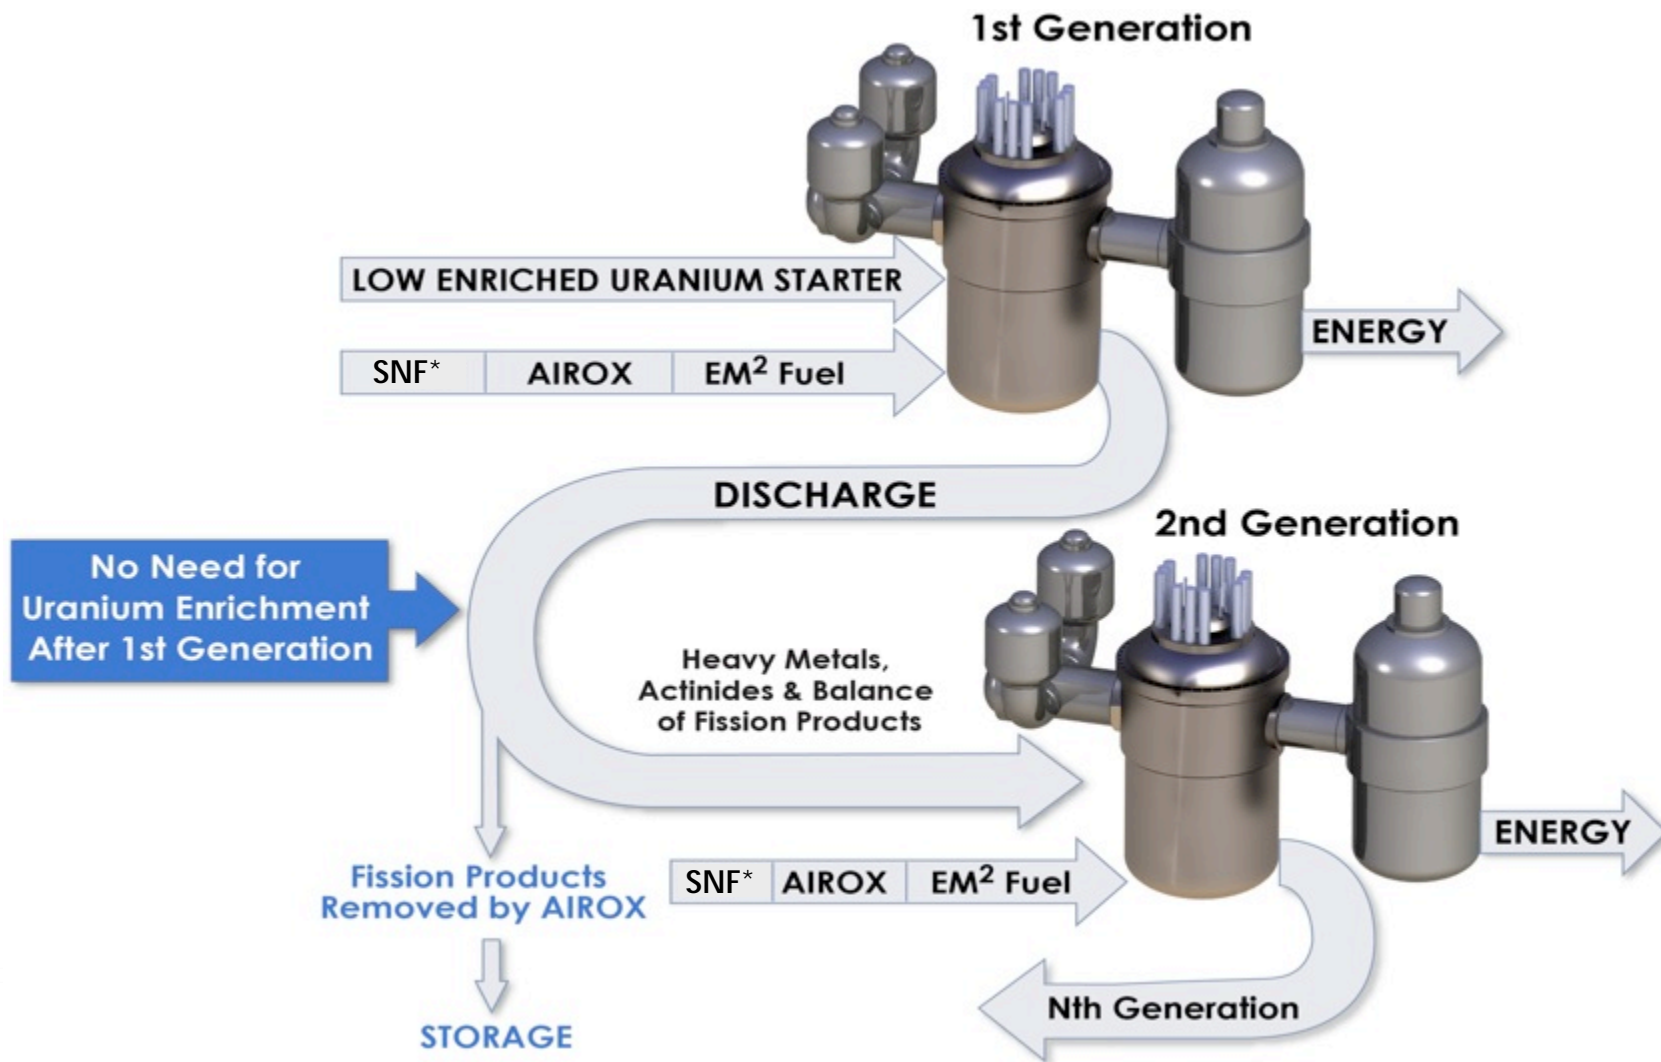 1st Generation
LOW ENRICHED URANIUM STARTER
ENERGY
SNF* AIROX EM² Fuel
DISCHARGE
2nd Generation
No Need for
Uranium Enrichment
After 1st Generation
Heavy Metals,
Actinides & Balance
of Fission Products
ENERGY
Fission Products
Removed by AIROX
SNF* AIROX EM² Fuel
Nth Generation
STORAGE